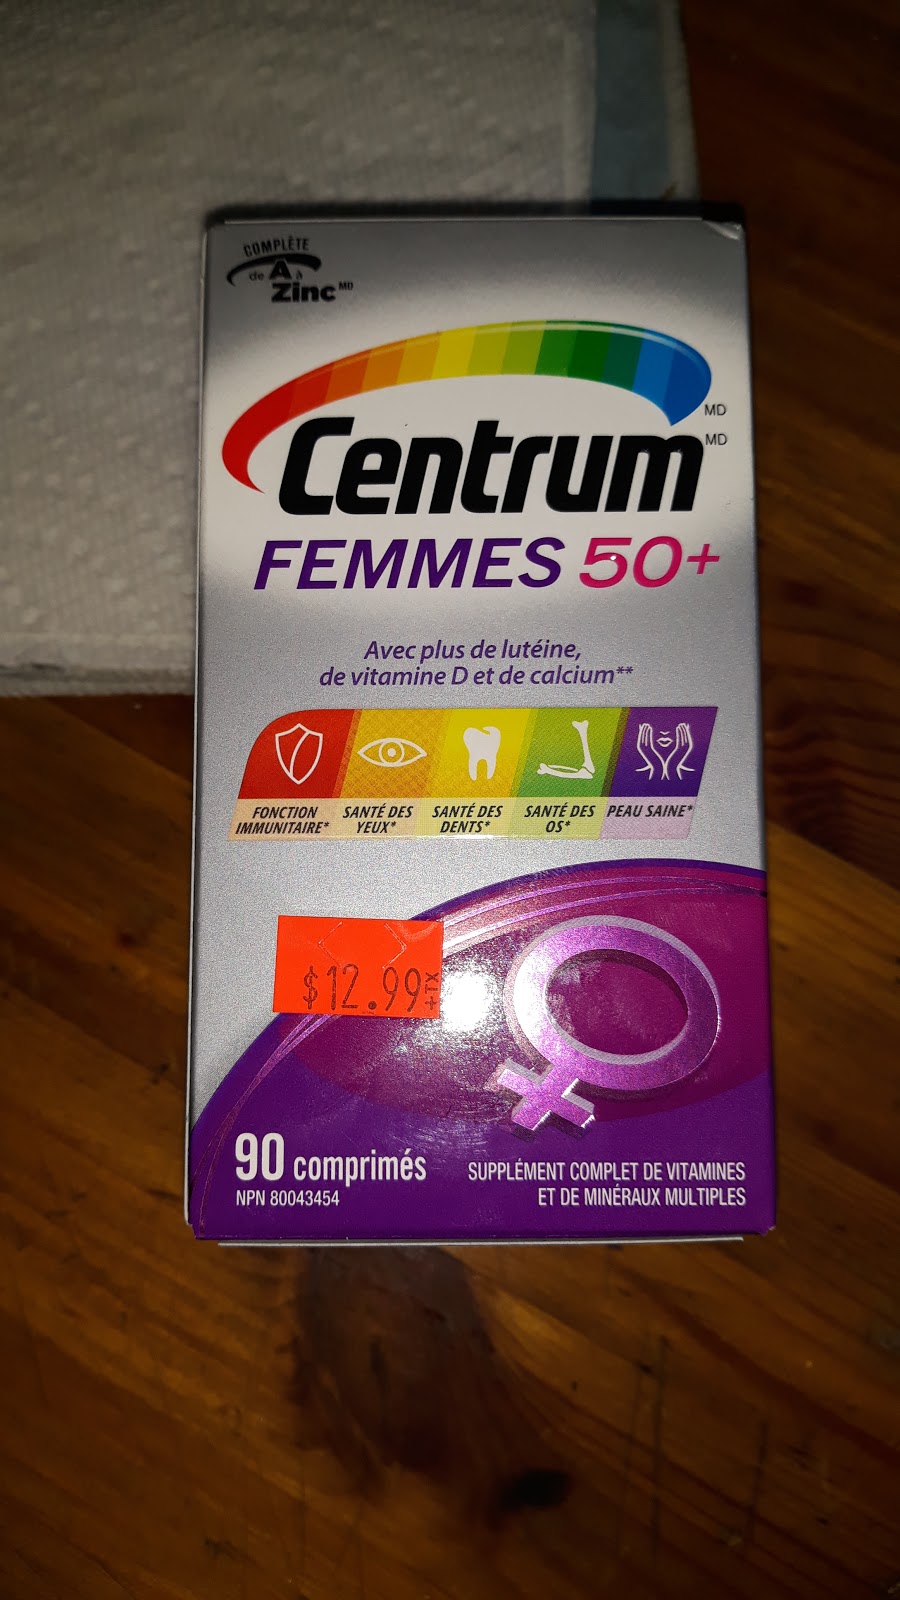 COMPLÈTE
de A à
Zinc MD
Centrum MD
MD
FEMMES 50+
Avec plus de lutéine,
de vitamine D et de calcium**
FONCTION IMMUNITAIRE*
SANTÉ DES YEUX*
SANTÉ DES DENTS*
SANTÉ DES OS*
PEAU SAINE*
$12.99+TX
90 comprimés
NPN 80043454
SUPPLÉMENT COMPLET DE VITAMINES
ET DE MINÉRAUX MULTIPLES